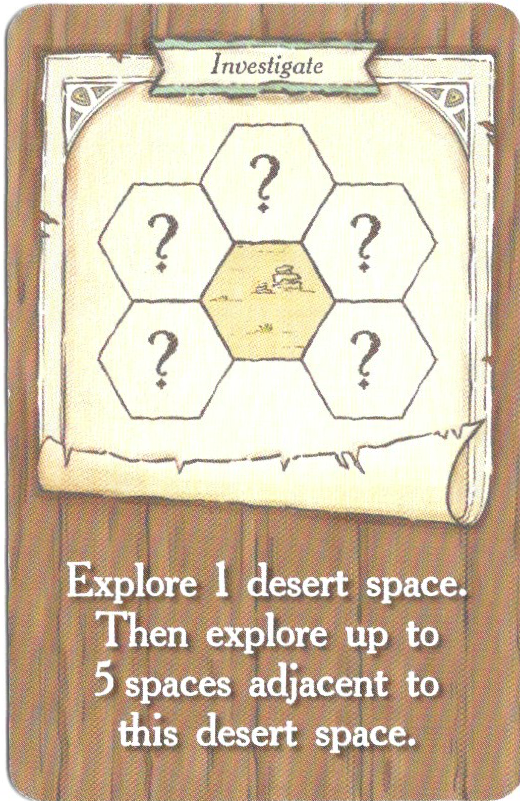 Investigate
?
? ?
? ?
Explore 1 desert space.
Then explore up to
5 spaces adjacent to
this desert space.